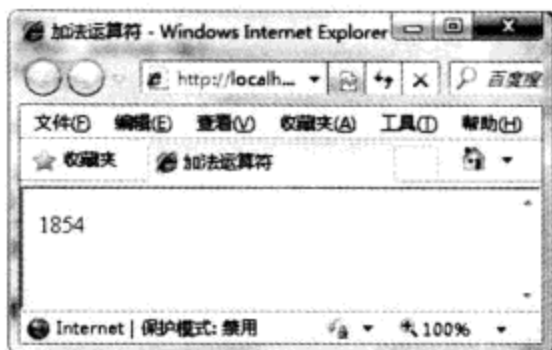 加法运算符 - Windows Internet Explorer
http://localh...
百度搜
文件(F) 编辑(E) 查看(V) 收藏夹(A) 工具(T) 帮助(H)
收藏夹 加法运算符
1854
Internet | 保护模式: 禁用 100%